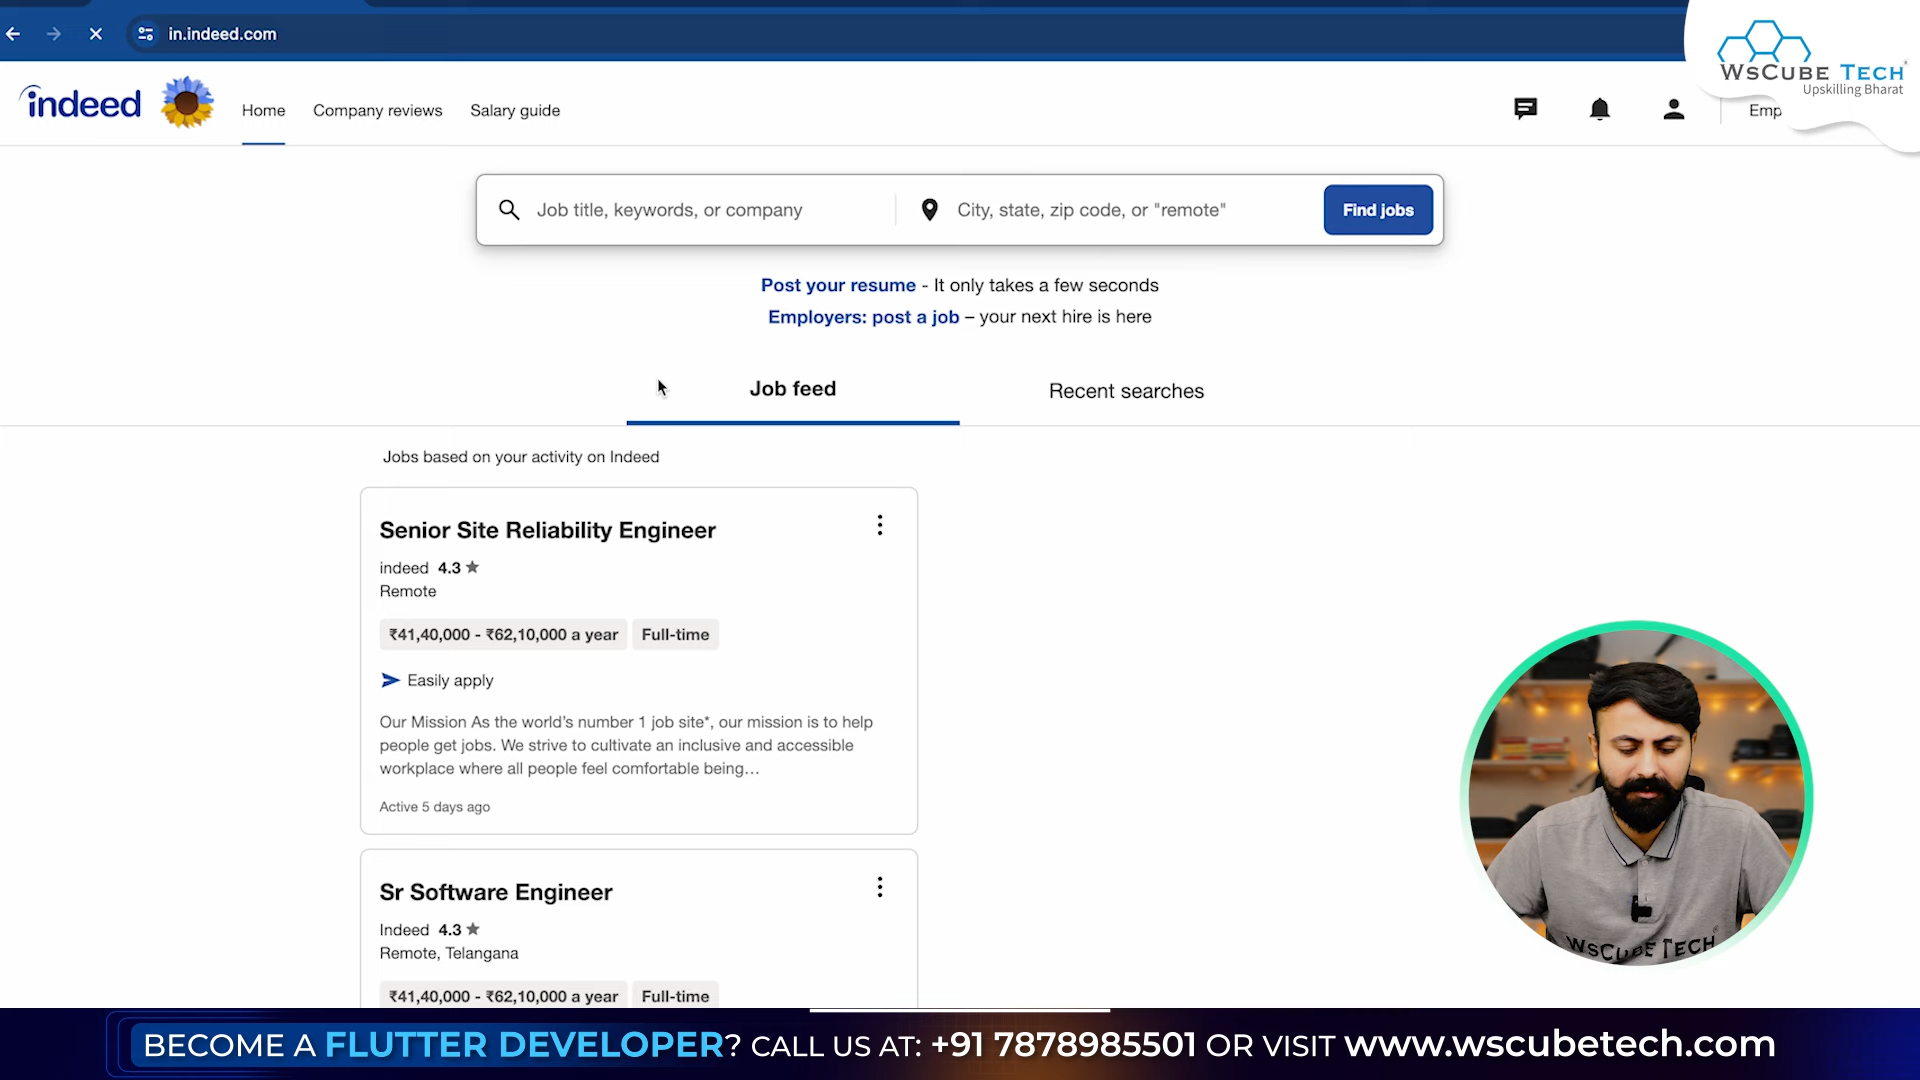 in.indeed.com
WsCube Tech
Upskilling Bharat
indeed
Home
Company reviews
Salary guide
Emp
Job title, keywords, or company
City, state, zip code, or "remote"
Find jobs
Post your resume - It only takes a few seconds
Employers: post a job – your next hire is here
Job feed
Recent searches
Jobs based on your activity on Indeed
Senior Site Reliability Engineer
indeed 4.3
Remote
₹41,40,000 - ₹62,10,000 a year
Full-time
Easily apply
Our Mission As the world's number 1 job site*, our mission is to help
people get jobs. We strive to cultivate an inclusive and accessible
workplace where all people feel comfortable being…
Active 5 days ago
Sr Software Engineer
Indeed 4.3
Remote, Telangana
₹41,40,000 - ₹62,10,000 a year
Full-time
WsCube Tech
BECOME A FLUTTER DEVELOPER? CALL US AT: +91 7878985501 OR VISIT www.wscubetech.com